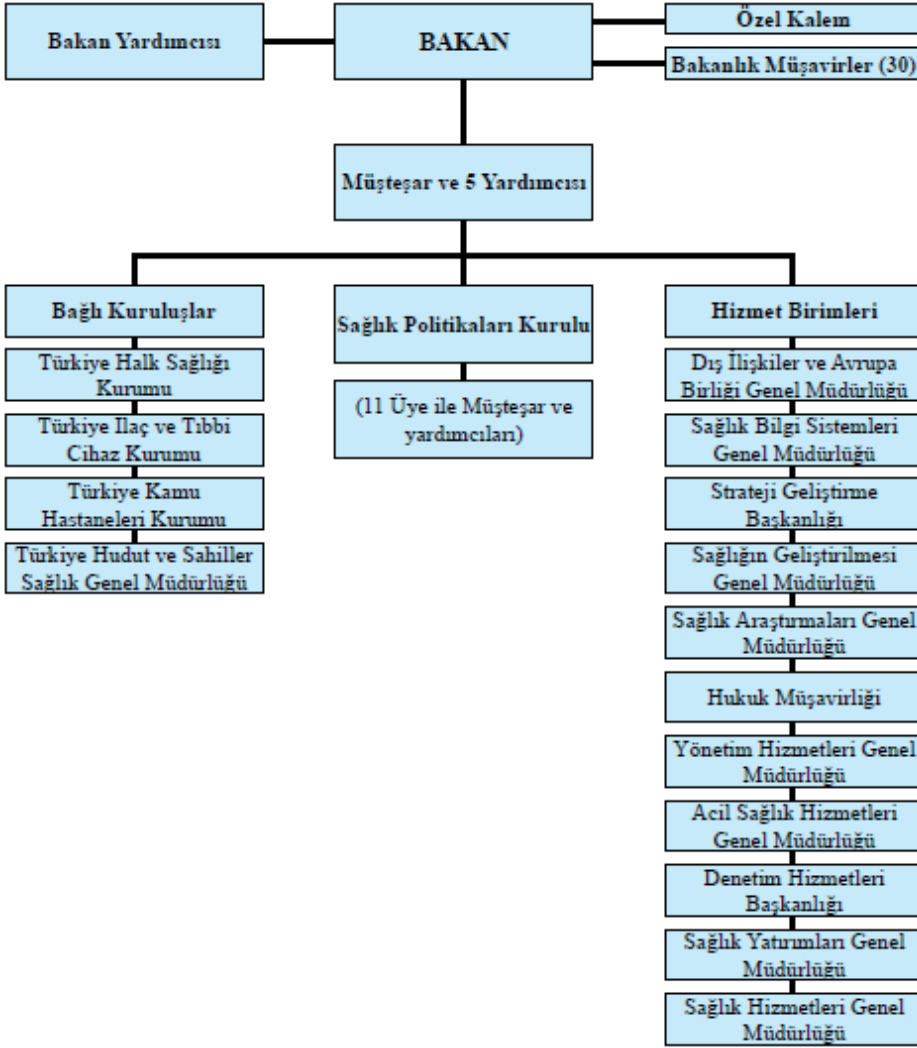 Bakan Yardımcısı
BAKAN
Özel Kalem
Bakanlık Müşavirler (30)
Müşteşar ve 5 Yardımcısı
Bağlı Kuruluşlar
Türkiye Halk Sağlığı
Kurumu
Türkiye Ilaç ve Tıbbi
Cihaz Kurumu
Türkiye Kamu
Hastaneleri Kurumu
Türkiye Hudut ve Sahiller
Sağlık Genel Müdürlüğü
Sağlık Politikaları Kurulu
(11 Üye ile Müşteşar ve
yardımcıları)
Hizmet Birimleri
Dış İlişkiler ve Avrupa
Birliği Genel Müdürlüğü
Sağlık Bilgi Sistemleri
Genel Müdürlüğü
Strateji Geliştirme
Başkanlığı
Sağlığın Geliştirilmesi
Genel Müdürlüğü
Sağlık Araştırmaları Genel
Müdürlüğü
Hukuk Müşavirliği
Yönetim Hizmetleri Genel
Müdürlüğü
Acil Sağlık Hizmetleri
Genel Müdürlüğü
Denetim Hizmetleri
Başkanlığı
Sağlık Yatırımları Genel
Müdürlüğü
Sağlık Hizmetleri Genel
Müdürlüğü